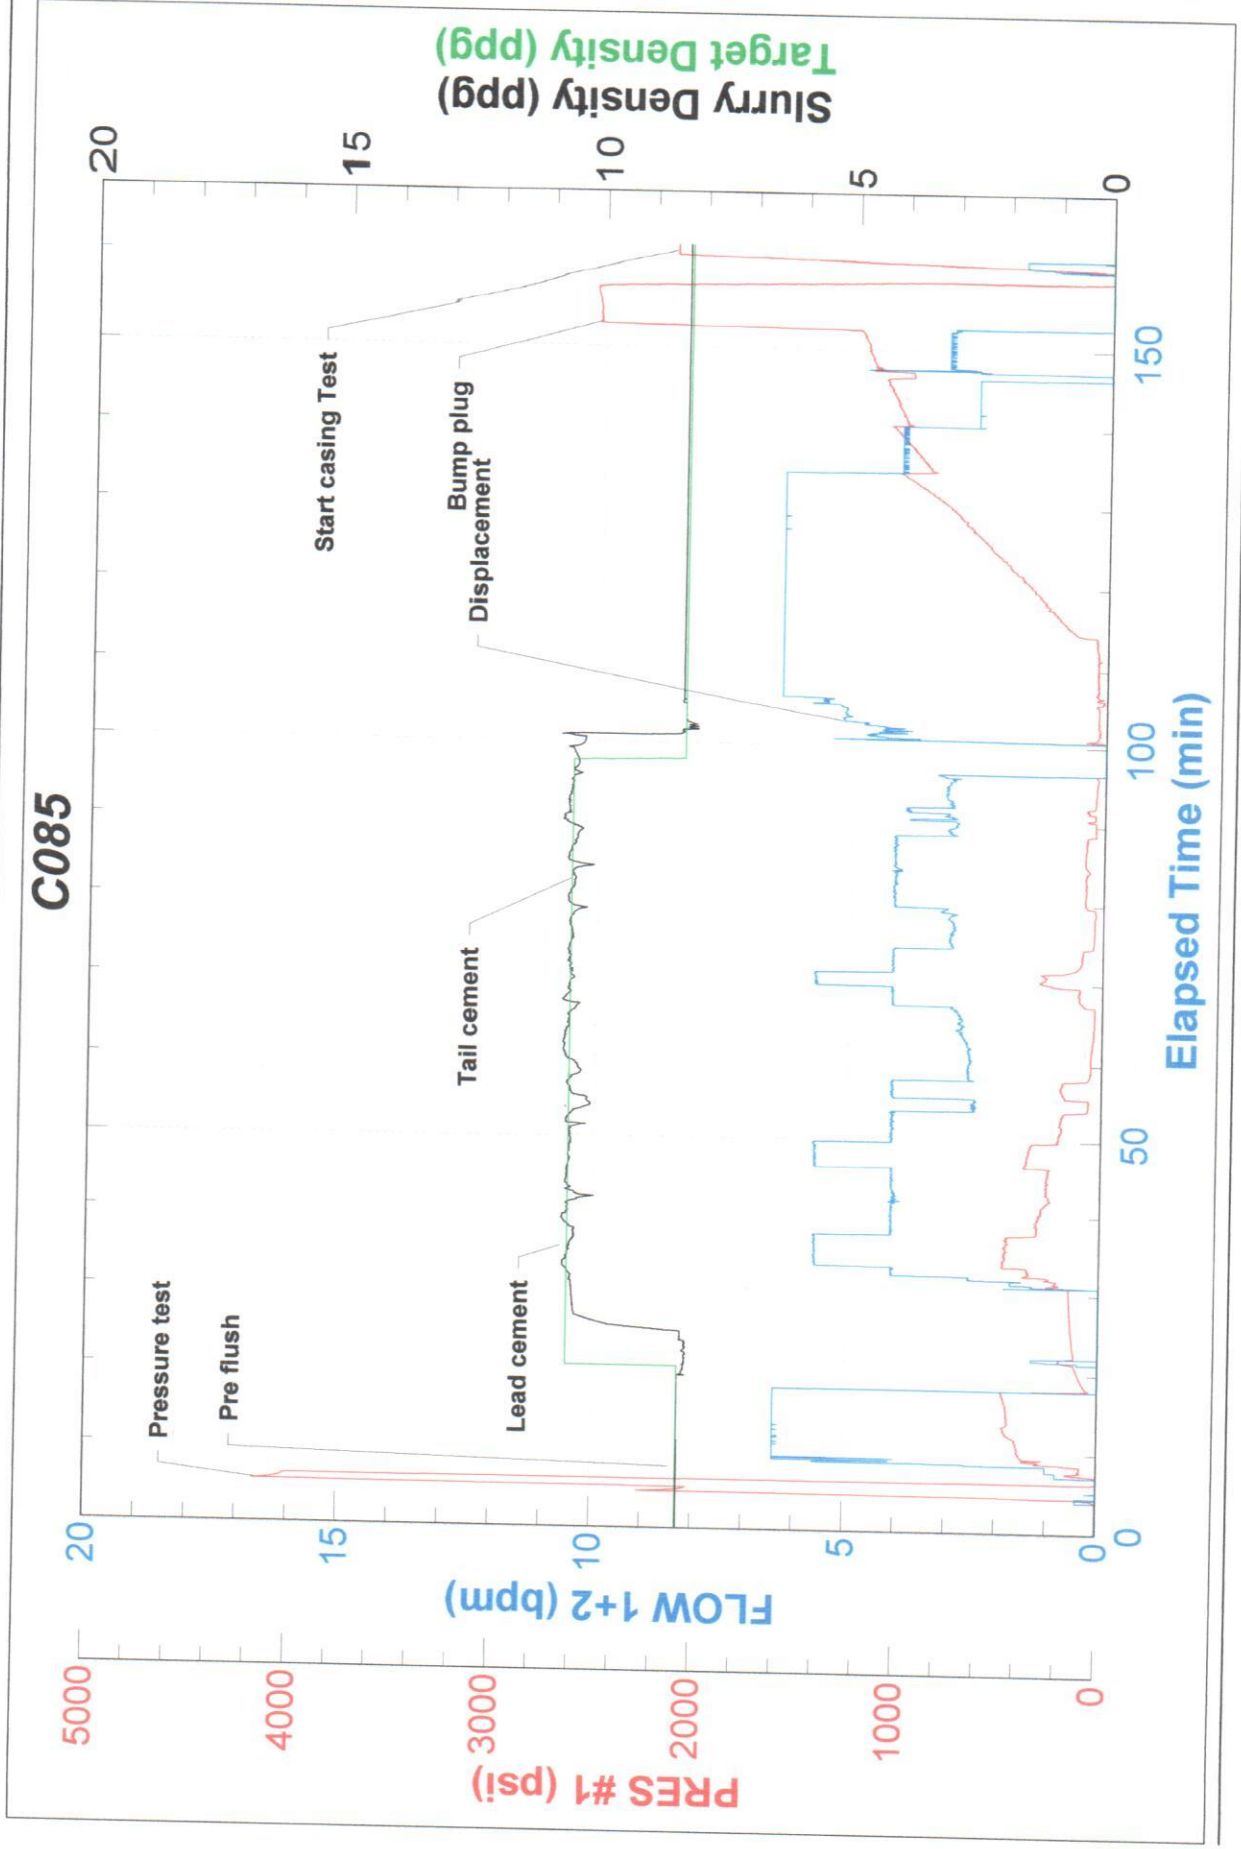 C085
PRES #1 (psi)
5000
4000
3000
2000
1000
0
FLOW 1+2 (bpm)
20
15
10
5
0
Pressure test
Pre flush
Lead cement
Tail cement
Start casing Test
Bump plug
Displacement
20
15
10
5
0
Slurry Density (ppg)
Target Density (ppg)
0
50
100
150
Elapsed Time (min)